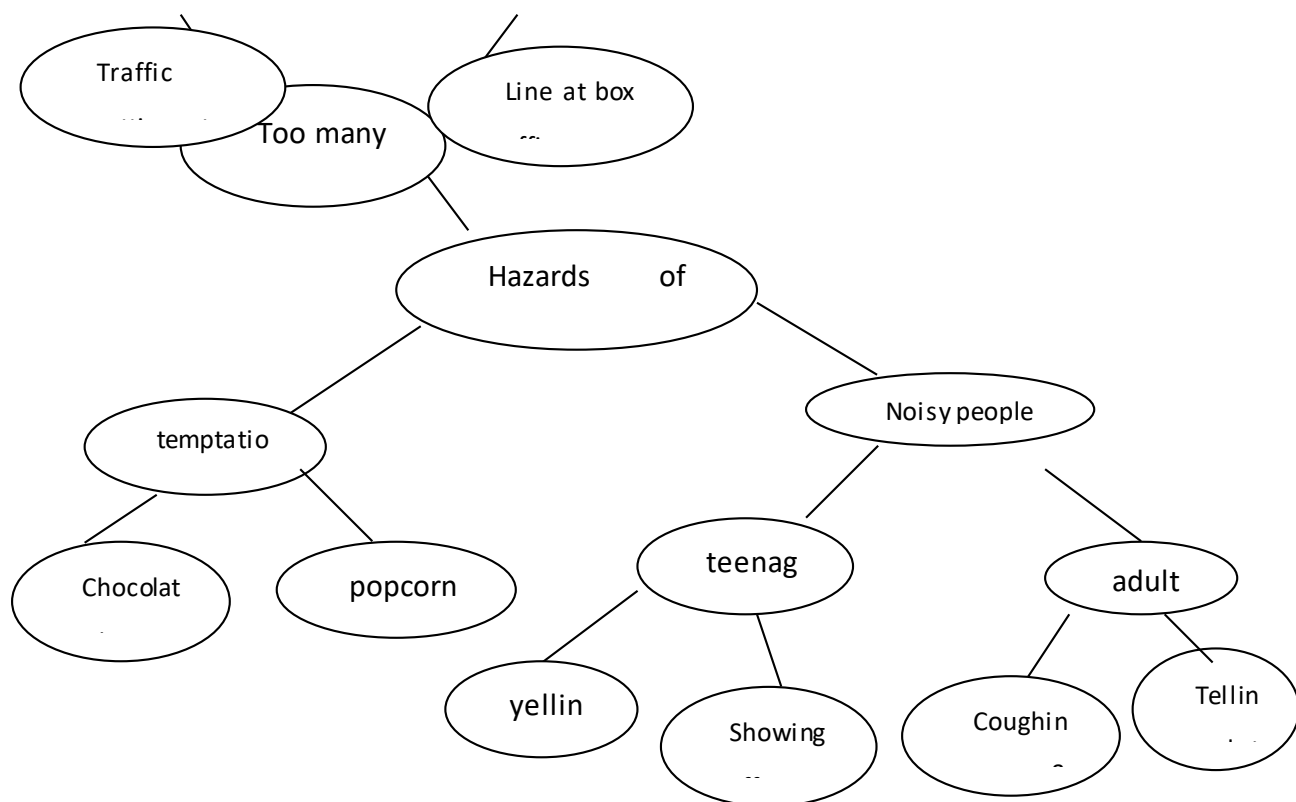 Traffic
Line at box
Too many
Hazards of
Noisy people
temptatio
teenag
adult
Chocolat
popcorn
yellin
Showing
Coughin
Tellin